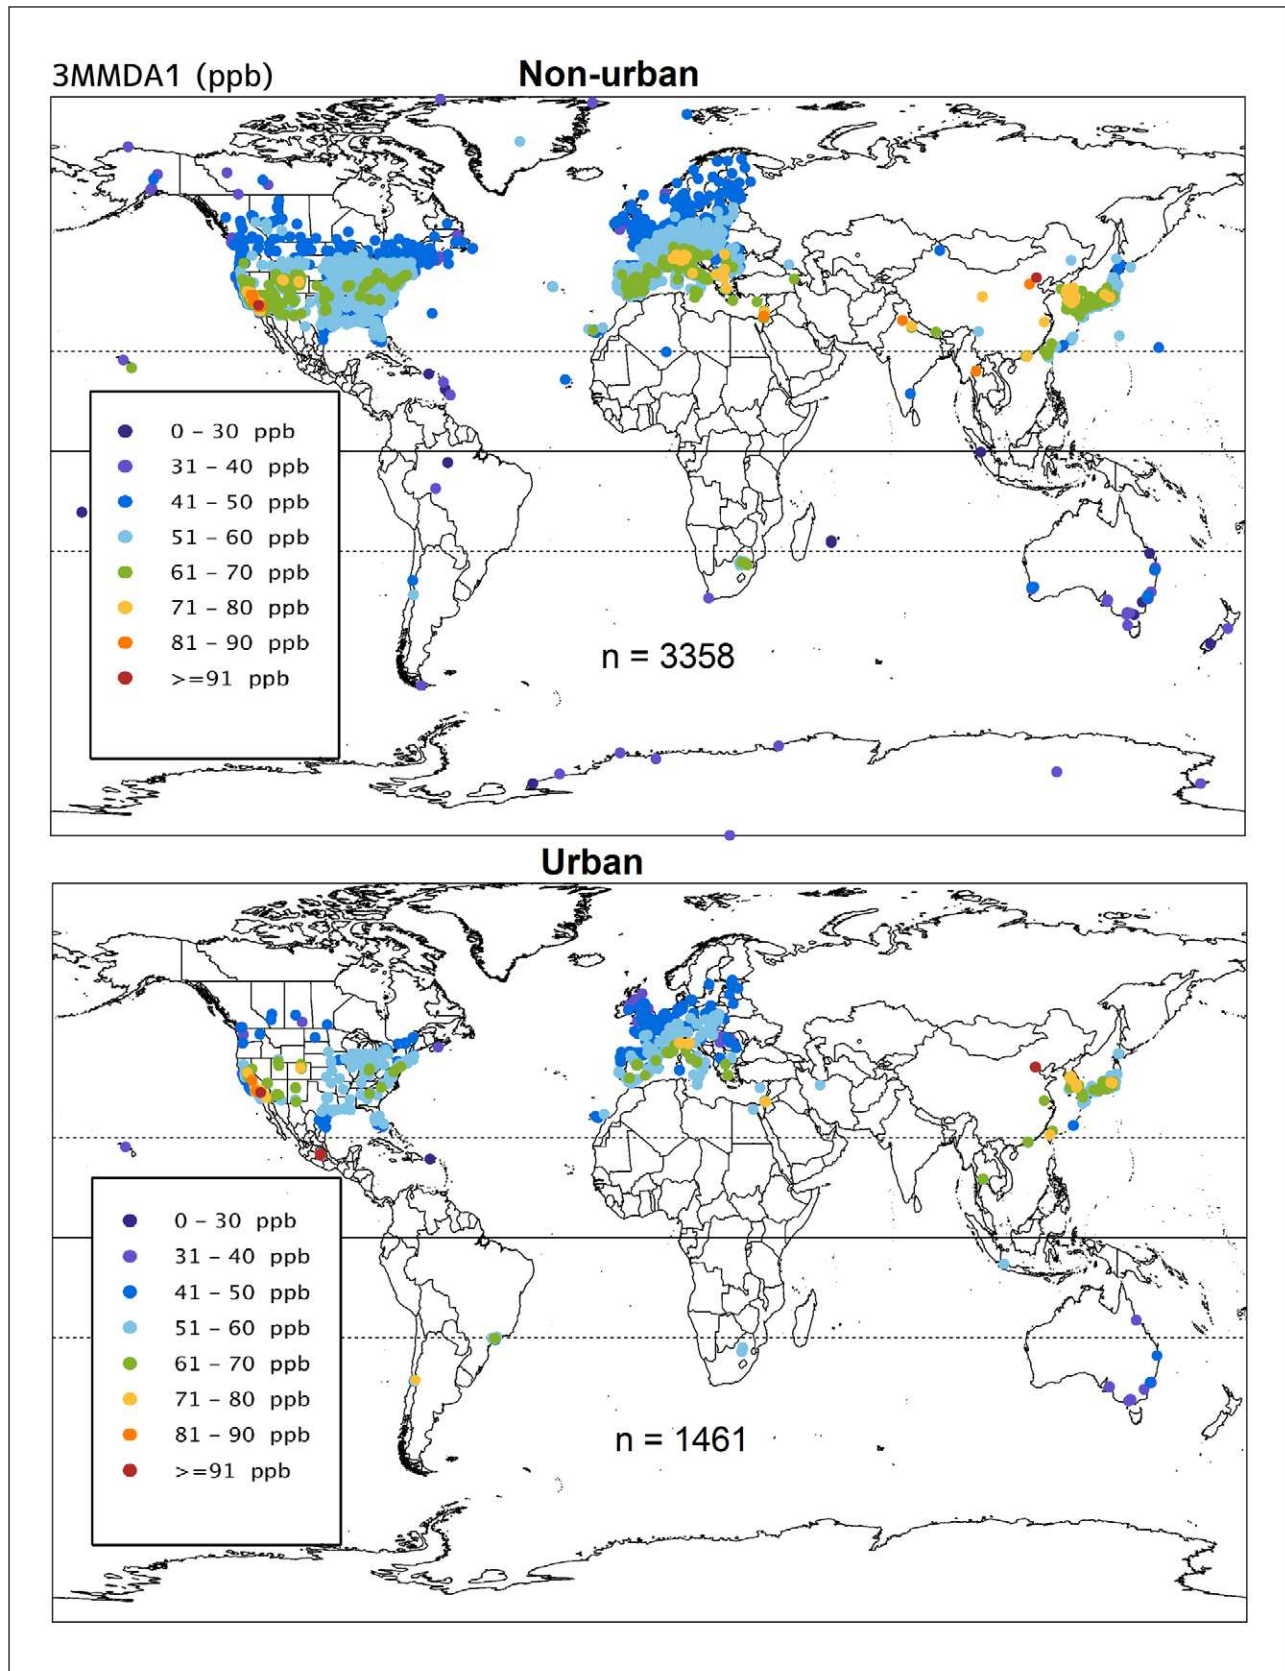 3MMDA1 (ppb)
Non-urban
0 – 30 ppb
31 – 40 ppb
41 – 50 ppb
51 – 60 ppb
61 – 70 ppb
71 – 80 ppb
81 – 90 ppb
>=91 ppb
n = 3358
Urban
0 – 30 ppb
31 – 40 ppb
41 – 50 ppb
51 – 60 ppb
61 – 70 ppb
71 – 80 ppb
81 – 90 ppb
>=91 ppb
n = 1461